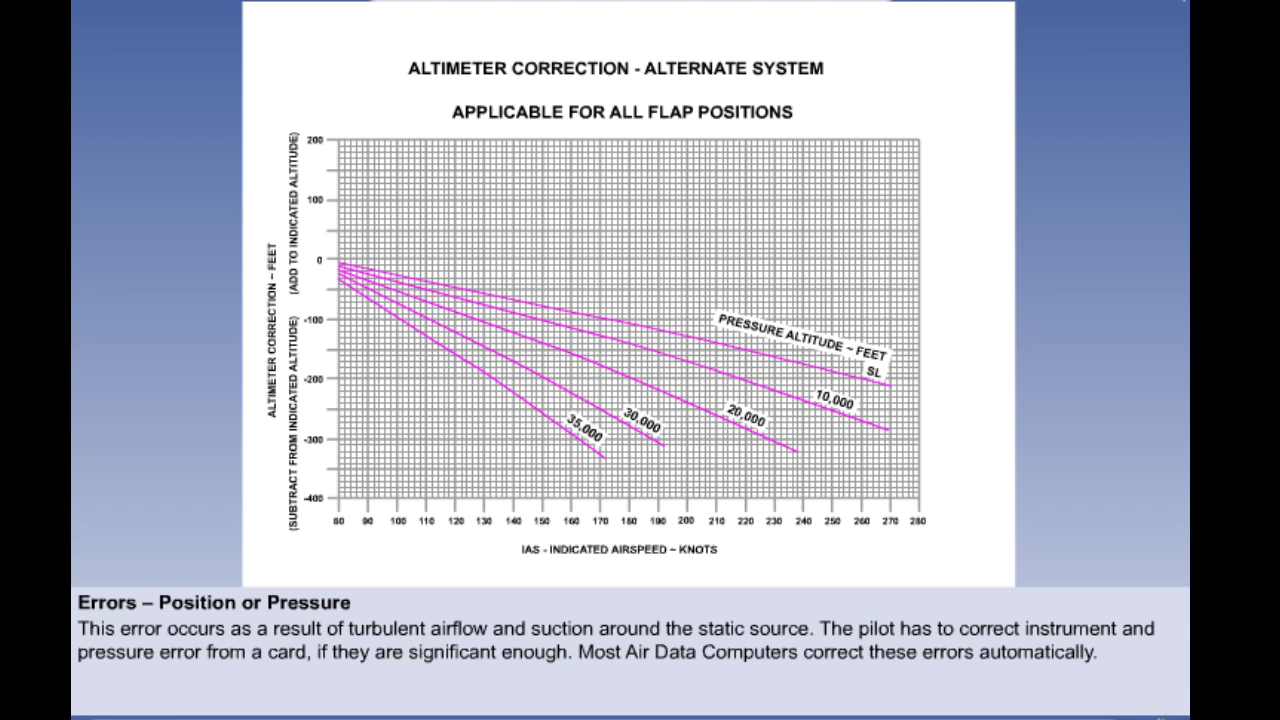 ALTIMETER CORRECTION - ALTERNATE SYSTEM
APPLICABLE FOR ALL FLAP POSITIONS
ALTIMETER CORRECTION ~ FEET
(SUBTRACT FROM INDICATED ALTITUDE) (ADD TO INDICATED ALTITUDE)
200
100
0
-100
-200
-300
-400
PRESSURE ALTITUDE ~ FEET
SL
10,000
20,000
30,000
35,000
80 90 100 110 120 130 140 150 160 170 180 190 200 210 220 230 240 250 260 270 280
IAS - INDICATED AIRSPEED ~ KNOTS
Errors – Position or Pressure
This error occurs as a result of turbulent airflow and suction around the static source. The pilot has to correct instrument and
pressure error from a card, if they are significant enough. Most Air Data Computers correct these errors automatically.